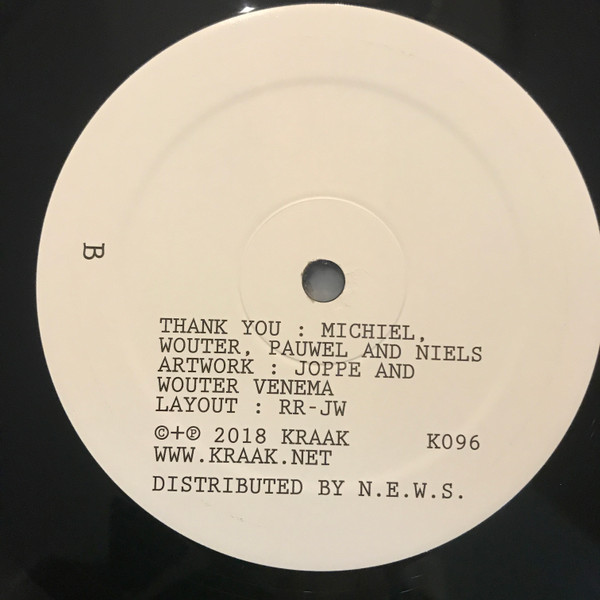 B
THANK YOU : MICHIEL,
WOUTER, PAUWEL AND NIELS
ARTWORK : JOPPE AND
WOUTER VENEMA
LAYOUT : RR-JW
©+℗ 2018 KRAAK K096
WWW.KRAAK.NET
DISTRIBUTED BY N.E.W.S.